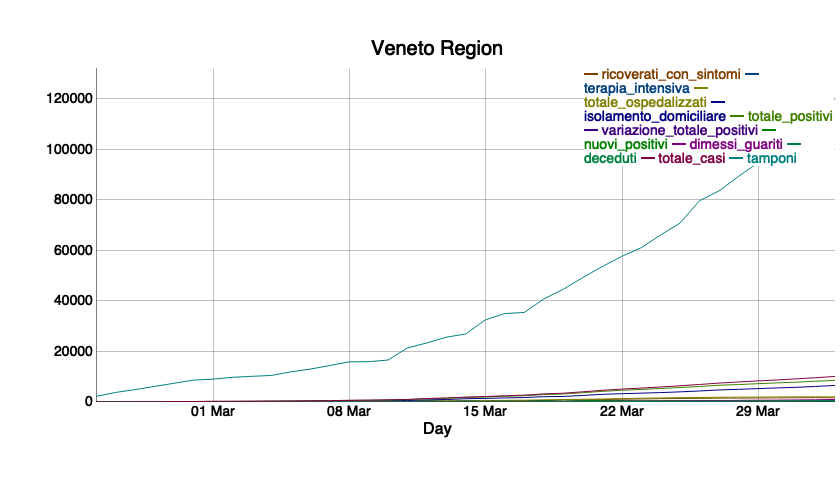 Veneto Region
ricoverati_con_sintomi
terapia_intensiva
totale_ospedalizzati
isolamento_domiciliare totale_positivi
variazione_totale_positivi
nuovi_positivi dimessi_guariti
deceduti totale_casi tamponi
120000
100000
80000
60000
40000
20000
0
01 Mar 08 Mar 15 Mar 22 Mar 29 Mar
Day